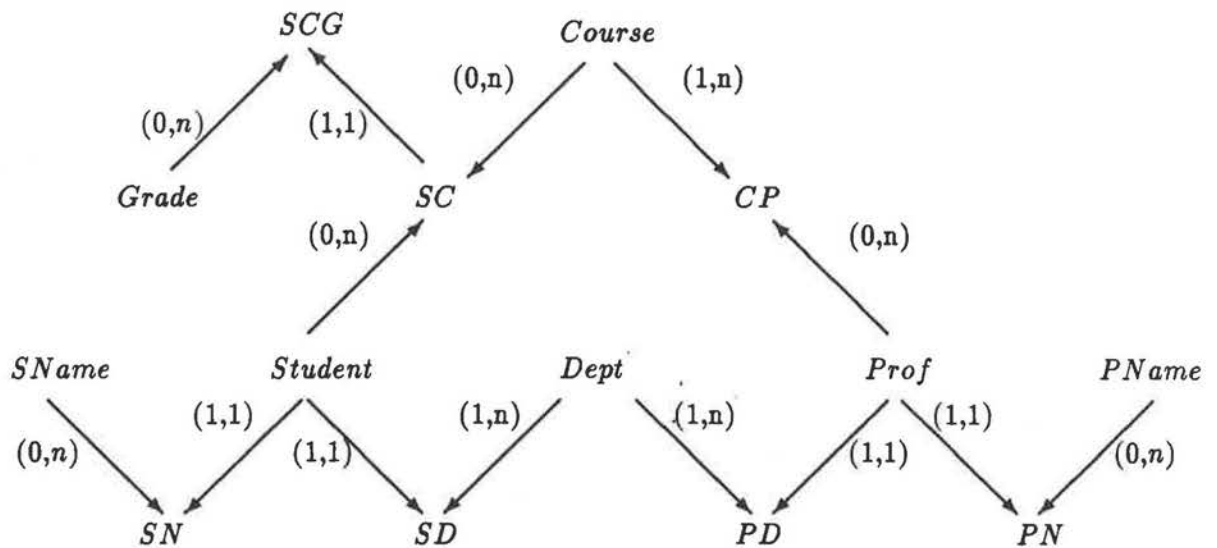 SCG Course
(0,n) (1,n)
(0,n) (1,1)
Grade SC CP
(0,n) (0,n)
SName Student Dept Prof PName
(1,1) (1,n) (1,n) (1,1)
(0,n) (1,1) (1,1) (0,n)
SN SD PD PN